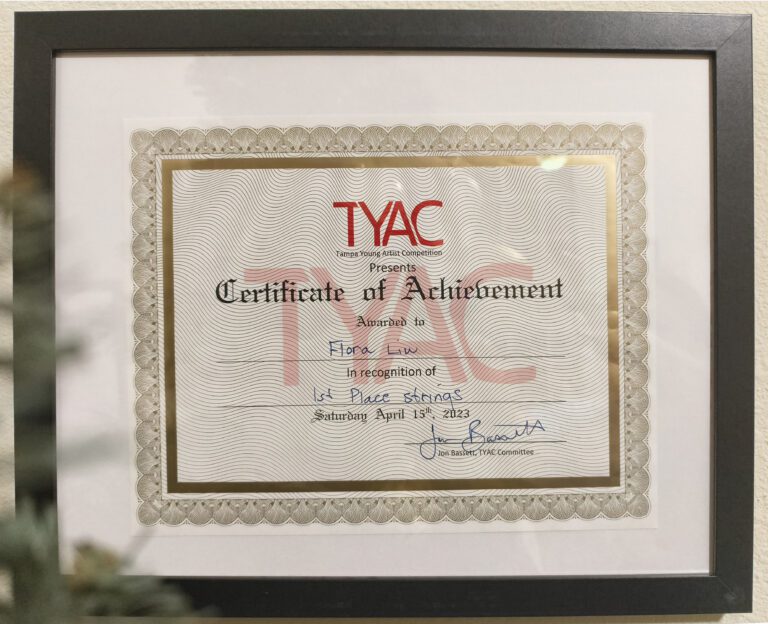 TYAC
Tampa Young Artist Competition
Presents
Certificate of Achievement
Awarded to
Flora Liu
In recognition of
1st Place strings
Saturday April 15th, 2023
Jon Bassett
Jon Bassett, TYAC Committee